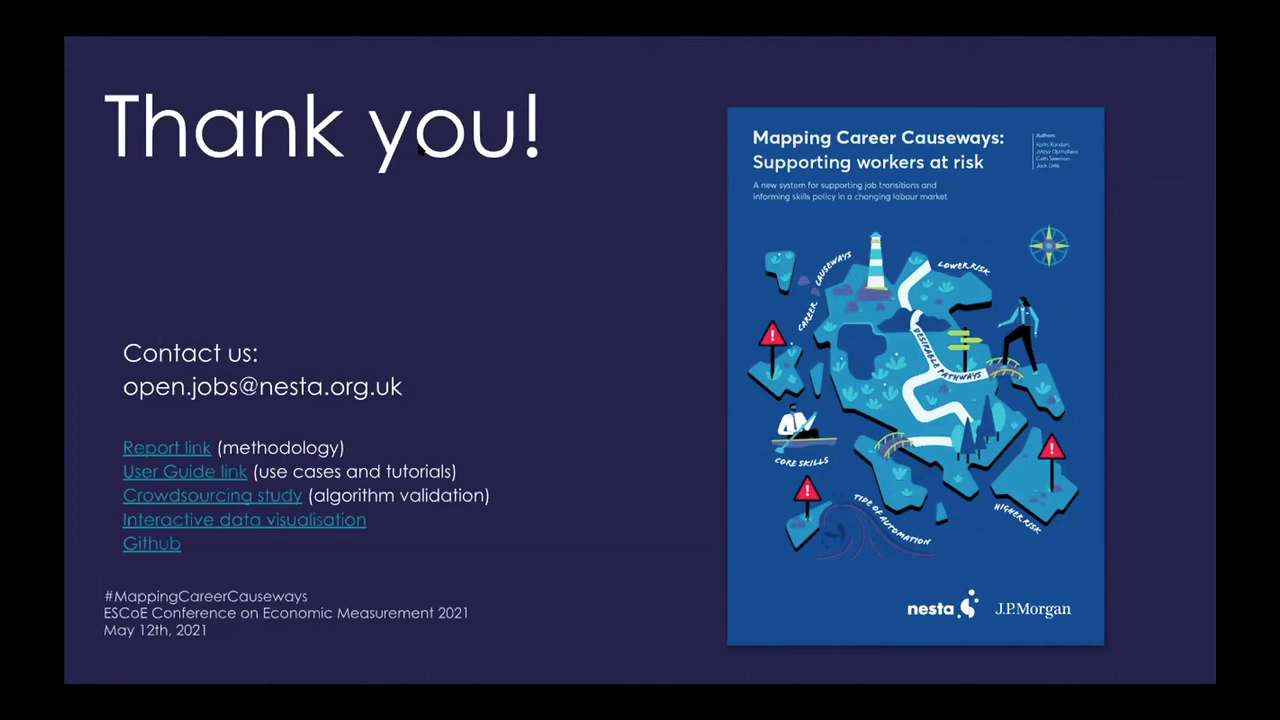 Thank you!
Contact us:
open.jobs@nesta.org.uk
Report link (methodology)
User Guide link (use cases and tutorials)
Crowdsourcing study (algorithm validation)
Interactive data visualisation
Github
#MappingCareerCauseways
ESCoE Conference on Economic Measurement 2021
May 12th, 2021
Mapping Career Causeways:
Supporting workers at risk
A new system for supporting job transitions and
informing skills policy in a changing labour market
Authors
CAREER CAUSEWAYS
LOWER RISK
!
DESIRABLE PATHWAYS
CORE SKILLS
!
!
TIDE OF AUTOMATION
HIGHER RISK
nesta
J.P.Morgan